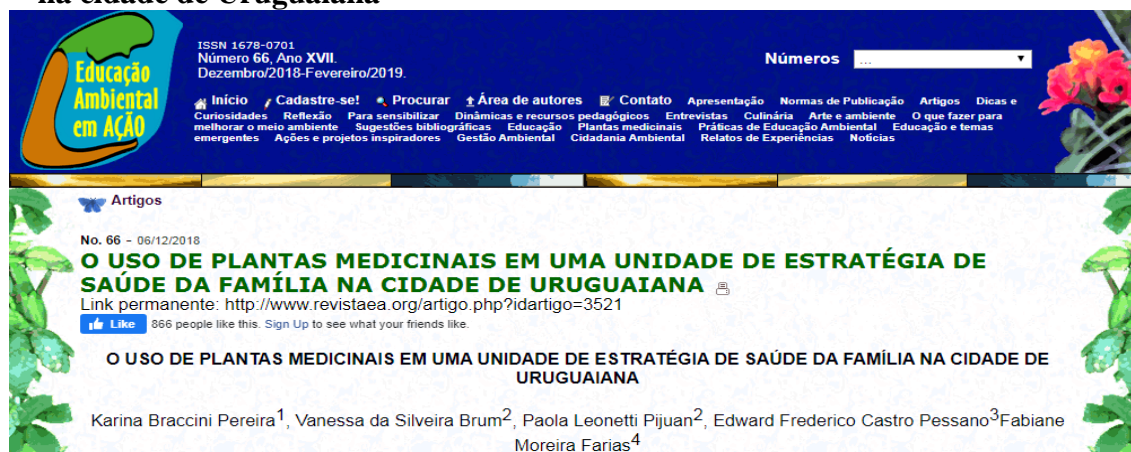 na cidade de Uruguaiana
Educação
Ambiental
em AÇÃO
ISSN 1678-0701
Número 66, Ano XVII.
Dezembro/2018-Fevereiro/2019.
Números ...
Início Cadastre-se! Procurar Área de autores Contato Apresentação Normas de Publicação Artigos Dicas e
Curiosidades Reflexão Para sensibilizar Dinâmicas e recursos pedagógicos Entrevistas Culinária Arte e ambiente O que fazer para
melhorar o meio ambiente Sugestões bibliográficas Educação Plantas medicinais Práticas de Educação Ambiental Educação e temas
emergentes Ações e projetos inspiradores Gestão Ambiental Cidadania Ambiental Relatos de Experiências Notícias
Artigos
No. 66 - 06/12/2018
O USO DE PLANTAS MEDICINAIS EM UMA UNIDADE DE ESTRATÉGIA DE
SAÚDE DA FAMÍLIA NA CIDADE DE URUGUAIANA
Link permanente: http://www.revistaea.org/artigo.php?idartigo=3521
Like 866 people like this. Sign Up to see what your friends like.
O USO DE PLANTAS MEDICINAIS EM UMA UNIDADE DE ESTRATÉGIA DE SAÚDE DA FAMÍLIA NA CIDADE DE
URUGUAIANA
Karina Braccini Pereira1, Vanessa da Silveira Brum2, Paola Leonetti Pijuan2, Edward Frederico Castro Pessano3Fabiane
Moreira Farias4